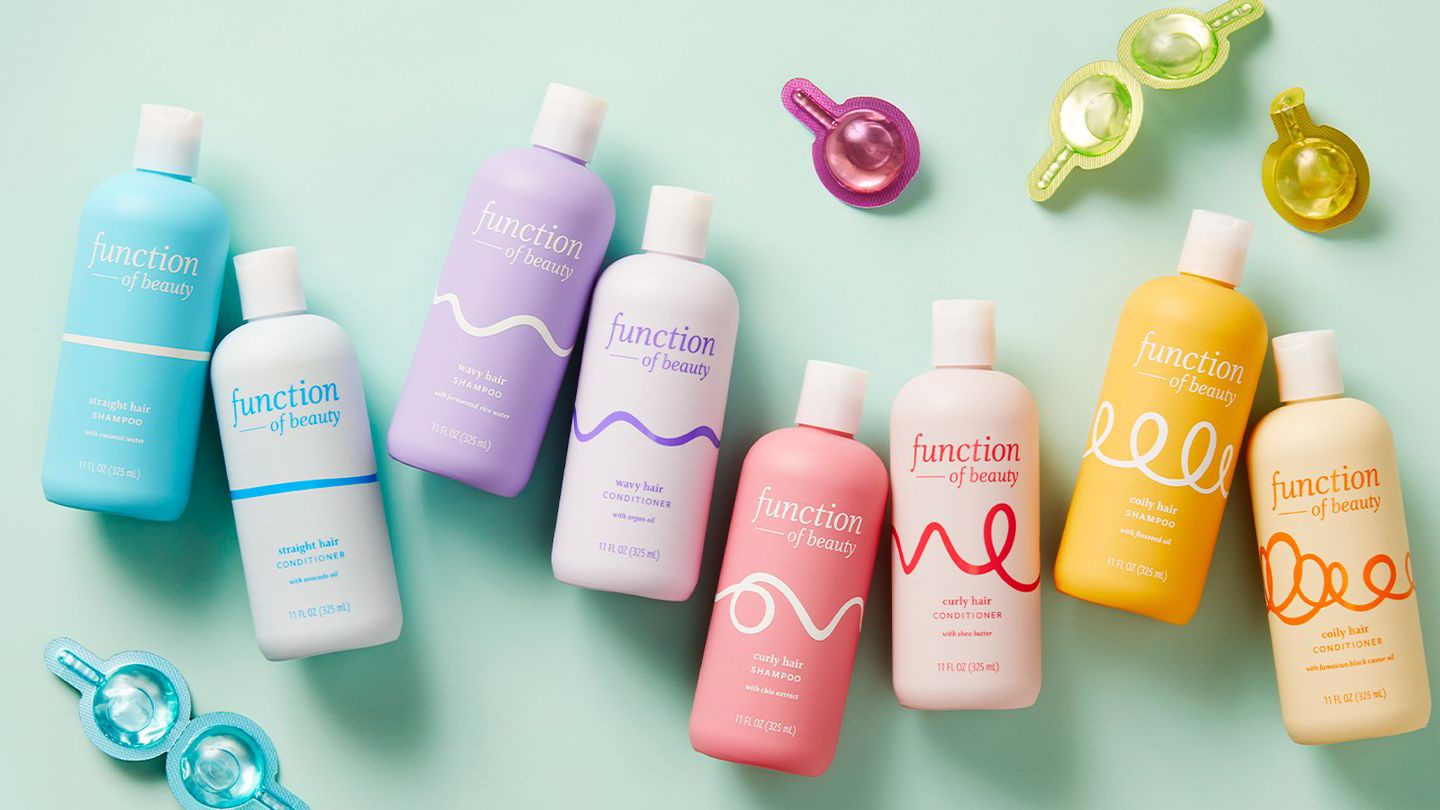 function
of beauty
straight hair
SHAMPOO
with coconut water
11 FL OZ (325 mL)
function
of beauty
straight hair
CONDITIONER
with avocado oil
11 FL OZ (325 mL)
function
of beauty
wavy hair
SHAMPOO
with fermented rice water
11 FL OZ (325 mL)
function
of beauty
wavy hair
CONDITIONER
with argan oil
11 FL OZ (325 mL)
function
of beauty
curly hair
SHAMPOO
with chia extract
11 FL OZ (325 mL)
function
of beauty
curly hair
CONDITIONER
with shea butter
11 FL OZ (325 mL)
function
of beauty
coily hair
SHAMPOO
with flaxseed oil
11 FL OZ (325 mL)
function
of beauty
coily hair
CONDITIONER
with Jamaican black castor oil
11 FL OZ (325 mL)